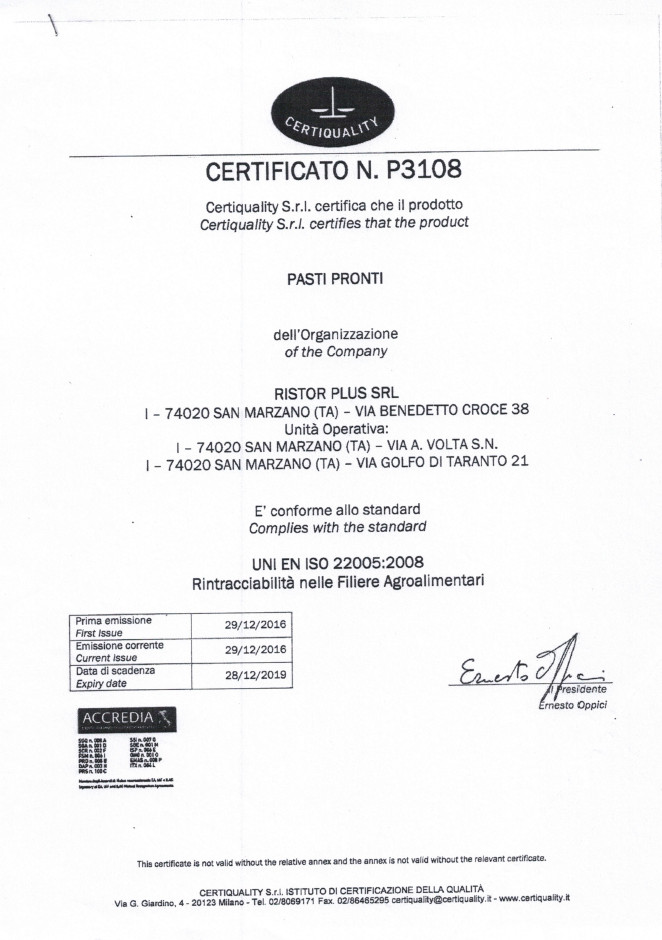 CERTIQUALITY
CERTIFICATO N. P3108
Certiquality S.r.l. certifica che il prodotto
Certiquality S.r.l. certifies that the product
PASTI PRONTI
dell'Organizzazione
of the Company
RISTOR PLUS SRL
I – 74020 SAN MARZANO (TA) – VIA BENEDETTO CROCE 38
Unità Operativa:
I – 74020 SAN MARZANO (TA) – VIA A. VOLTA S.N.
I – 74020 SAN MARZANO (TA) – VIA GOLFO DI TARANTO 21
E' conforme allo standard
Complies with the standard
UNI EN ISO 22005:2008
Rintracciabilità nelle Filiere Agroalimentari
Prima emissione
First Issue
29/12/2016
Emissione corrente
Current Issue
29/12/2016
Data di scadenza
Expiry date
28/12/2019
Ernesto Oppici
Il Presidente
Ernesto Oppici
ACCREDIA
This certificate is not valid without the relative annex and the annex is not valid without the relevant certificate.
CERTIQUALITY S.r.l. ISTITUTO DI CERTIFICAZIONE DELLA QUALITÀ
Via G. Giardino, 4 - 20123 Milano - Tel. 02/8069171 Fax. 02/86465295 certiquality@certiquality.it - www.certiquality.it